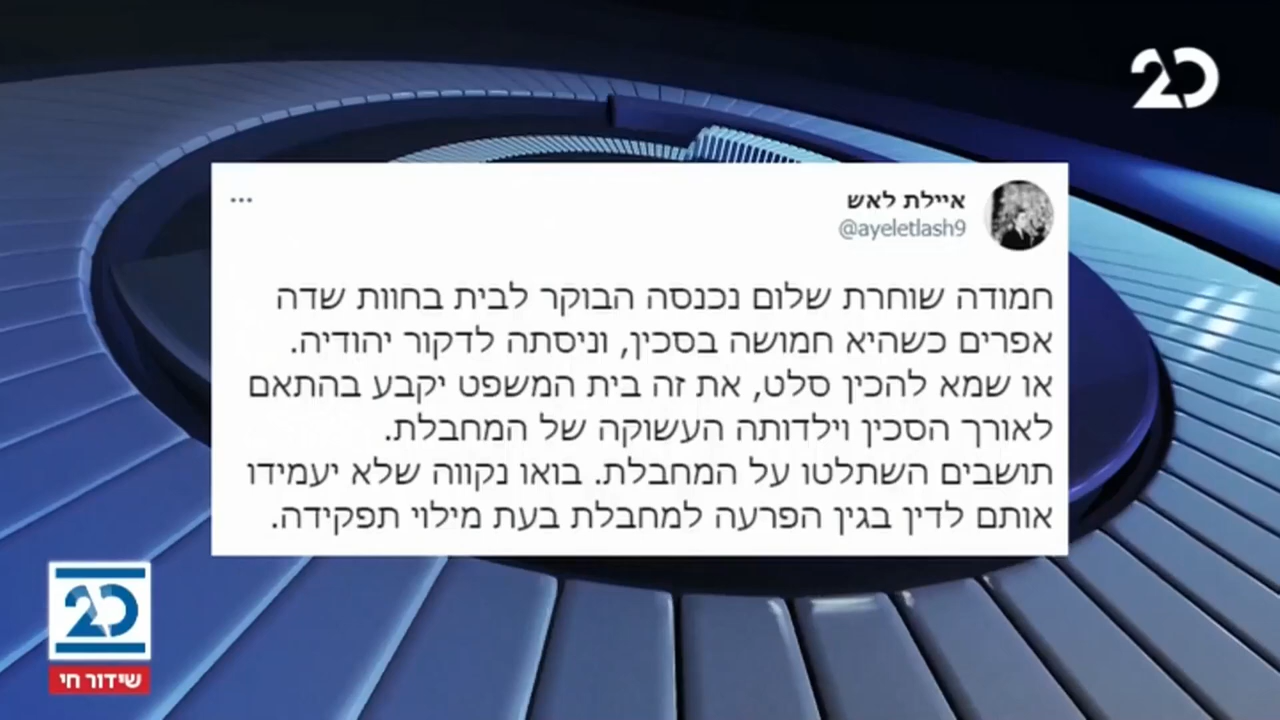 20
איילת לאש
@ayeletlash9
חמודה שוחרת שלום נכנסה הבוקר לבית בחוות שדה
אפרים כשהיא חמושה בסכין, וניסתה לדקור יהודיה.
או שמא להכין סלט, את זה בית המשפט יקבע בהתאם
לאורך הסכין וילדותה העשוקה של המחבלת.
תושבים השתלטו על המחבלת. בואו נקווה שלא יעמידו
אותם לדין בגין הפרעה למחבלת בעת מילוי תפקידה.
20
שידור חי